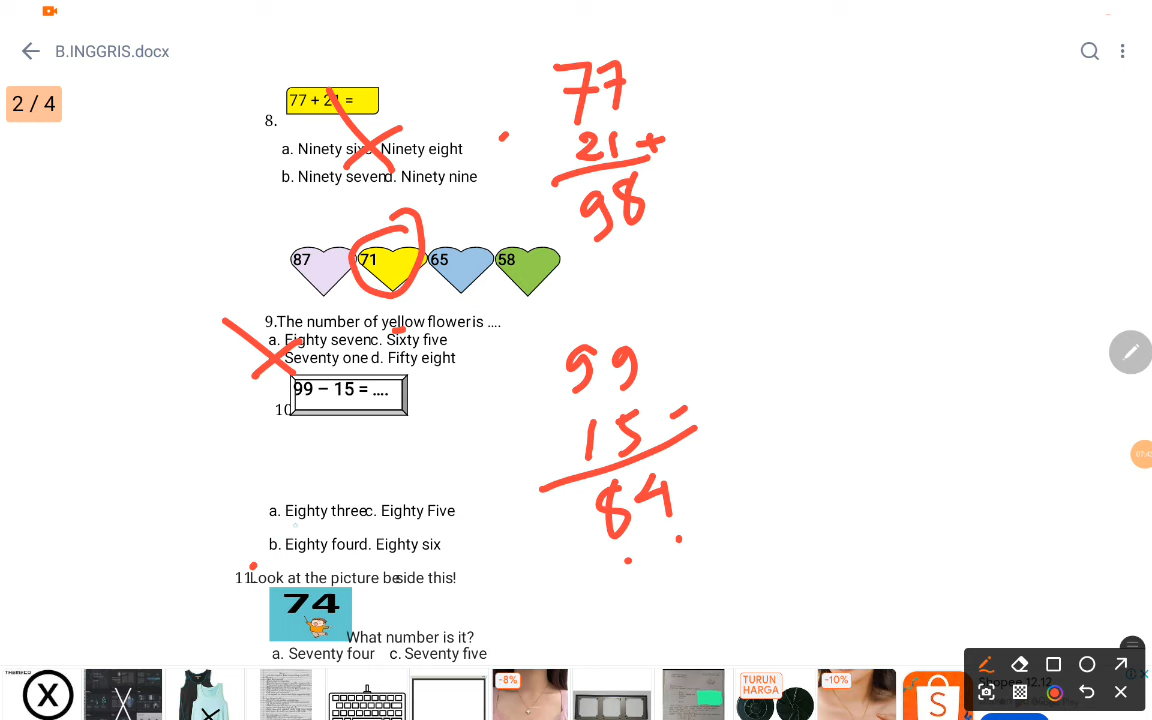 B.INGGRIS.docx
2 / 4
77
77 + 21 =
8.
21 +
a. Ninety six Ninety eight
b. Ninety seven d. Ninety nine
98
87 71 65 58
9.The number of yellow flower is ....
a. Eighty seven c. Sixty five
Seventy one d. Fifty eight
99
99 – 15 = ....
10
15 -
84
a. Eighty three c. Eighty Five
b. Eighty four d. Eighty six
11 Look at the picture beside this!
74
What number is it?
a. Seventy four c. Seventy five
-8%
TURUN
HARGA
-10%
Shopee 12.12